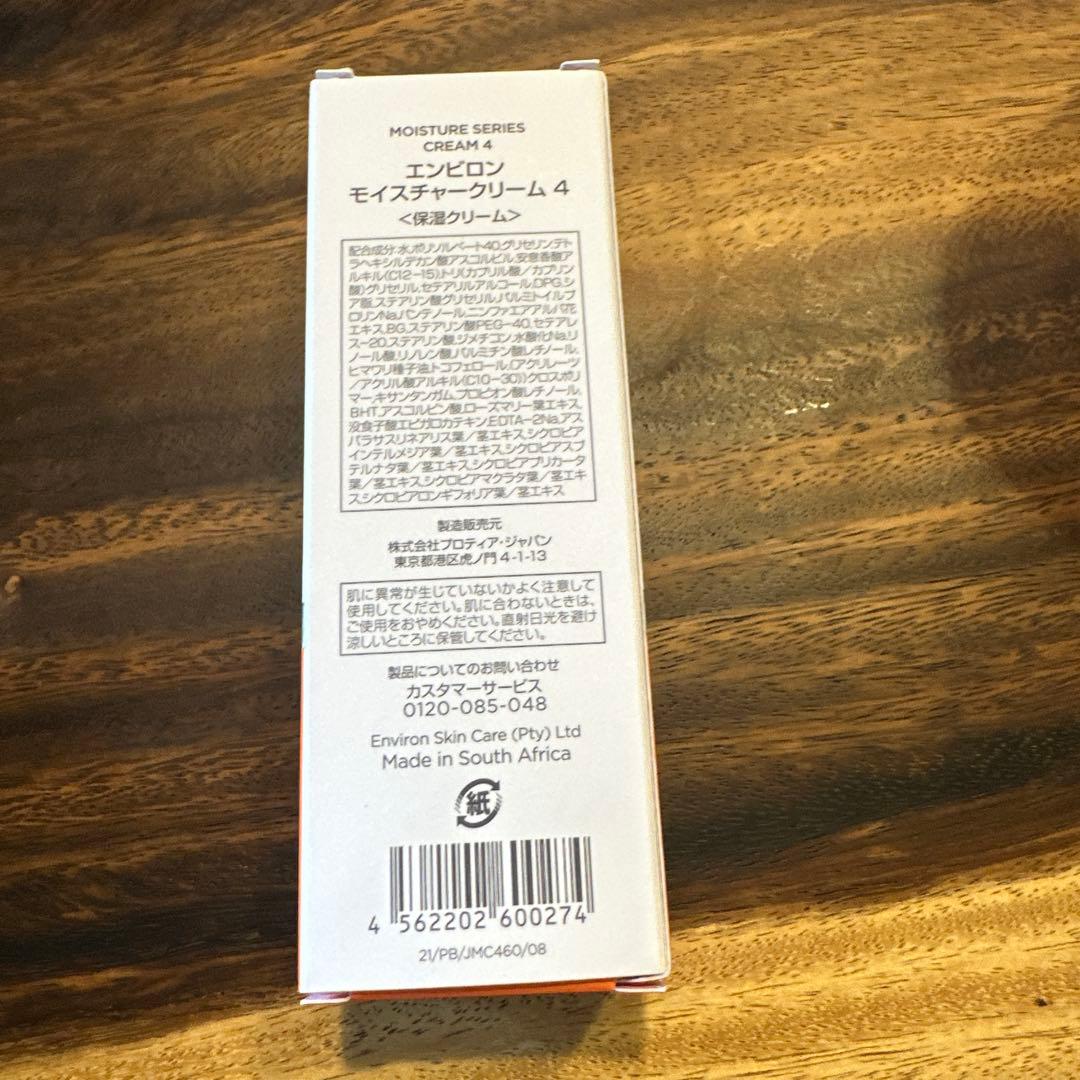 MOISTURE SERIES
CREAM 4
エンビロン
モイスチャークリーム 4
<保湿クリーム>
配合成分:水,ポリソルベート40,グリセリン,テト
ラヘキシルデカン酸アスコルビル,安息香酸ア
ルキル(C12-15),トリ(カプリル酸/カプリン
酸)グリセリル,セテアリルアルコール,DPG,シ
ア脂,ステアリン酸グリセリル,パルミトイルプ
ロリンNa,パンテノール,ニンファエアアルバ花
エキス,BG,ステアリン酸PEG-40,セテアレ
ス-20,ステアリン酸,ジメチコン,水酸化Na,リ
ノール酸,リノレン酸,パルミチン酸レチノール,
ヒマワリ種子油,トコフェロール,(アクリレーツ
/アクリル酸アルキル(C10-30))クロスポリ
マー,キサンタンガム,プロピオン酸レチノール,
BHT,アスコルビン酸,ローズマリー葉エキス,
没食子酸エピガロカテキン,EDTA-2Na,アス
パラサスリネアリス葉/茎エキス,シクロピア
インテルメジア葉/茎エキス,シクロピアスブ
テルナタ葉/茎エキス,シクロピアプリカータ
葉/茎エキス,シクロピアマクラタ葉/茎エキ
ス,シクロピアロンギフォリア葉/茎エキス
製造販売元
株式会社プロティア・ジャパン
東京都港区虎ノ門 4-1-13
肌に異常が生じていないかよく注意して
使用してください。肌に合わないときは、
ご使用をおやめください。直射日光を避け
涼しいところに保管してください。
製品についてのお問い合わせ
カスタマーサービス
0120-085-048
Environ Skin Care (Pty) Ltd
Made in South Africa
紙
4 562202 600274
21/PB/JMC460/08